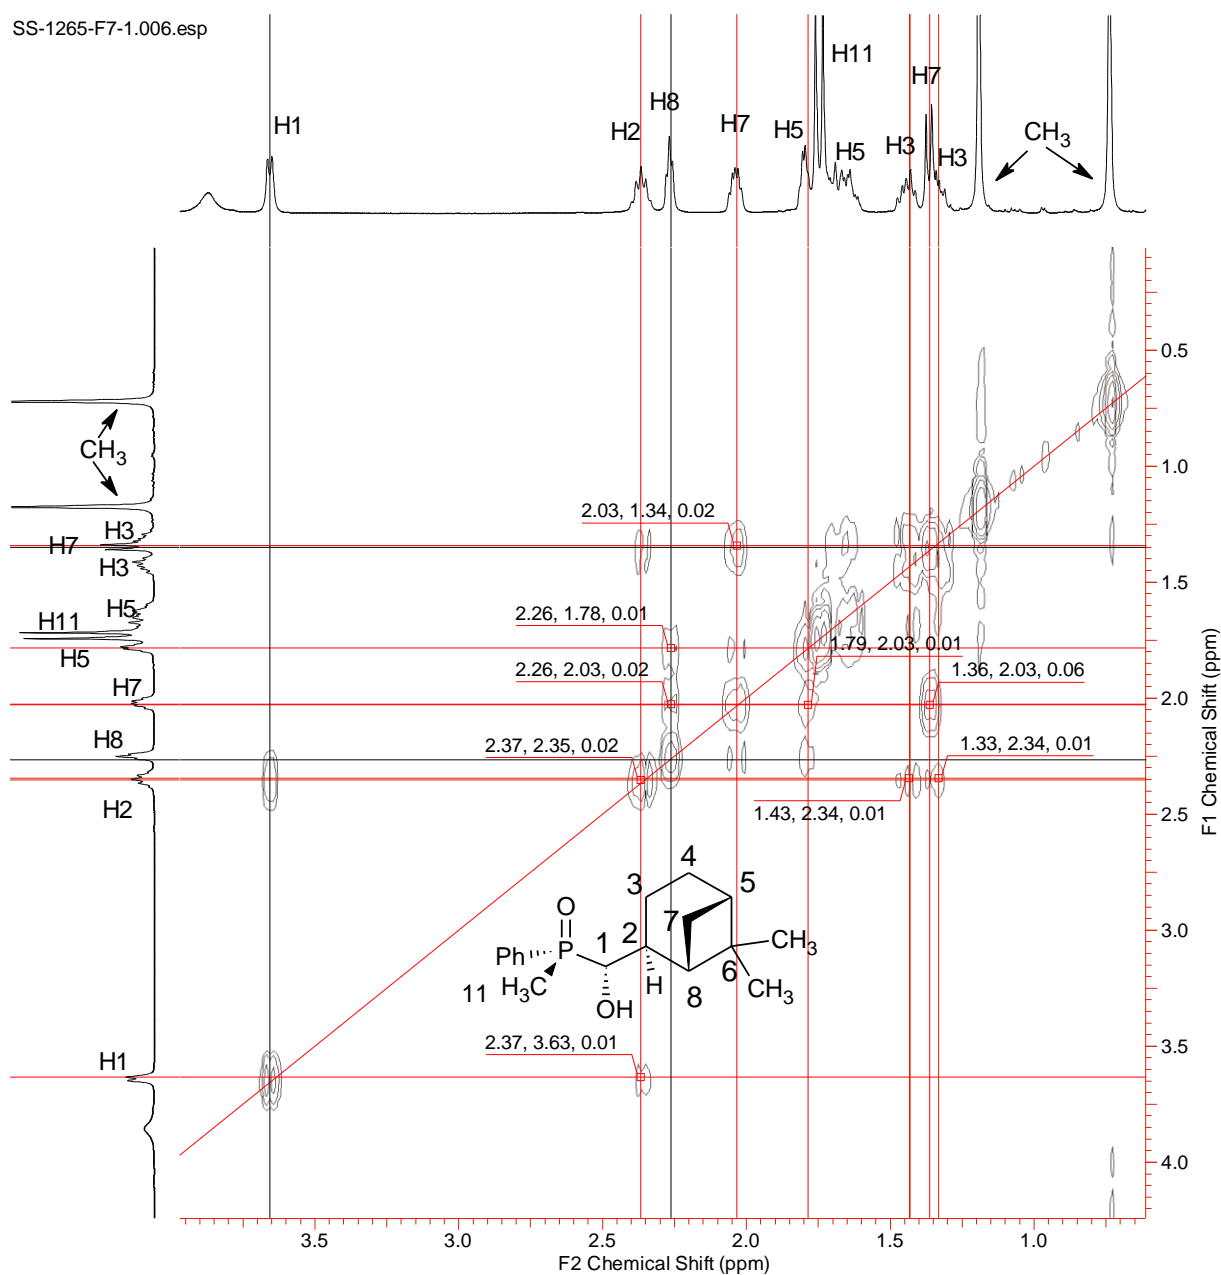 SS-1265-F7-1.006.esp
H1
H2
H8
H7
H5
H11
H5
H3
H7
H3
CH3
CH3
H3
H7
H3
H5
H11
H5
H7
H8
H2
H1
2.03, 1.34, 0.02
2.26, 1.78, 0.01
1.79, 2.03, 0.01
2.26, 2.03, 0.02
1.36, 2.03, 0.06
2.37, 2.35, 0.02
1.33, 2.34, 0.01
1.43, 2.34, 0.01
2.37, 3.63, 0.01
4
3
5
O
7
2
Ph
P
1
CH3
6
H
CH3
11
H3C
8
OH
0.5
1.0
1.5
2.0
2.5
3.0
3.5
4.0
F1 Chemical Shift (ppm)
3.5 3.0 2.5 2.0 1.5 1.0
F2 Chemical Shift (ppm)